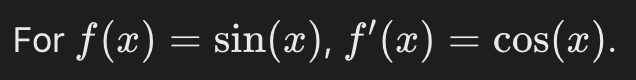 For f(x) = sin(x), f′(x) = cos(x).